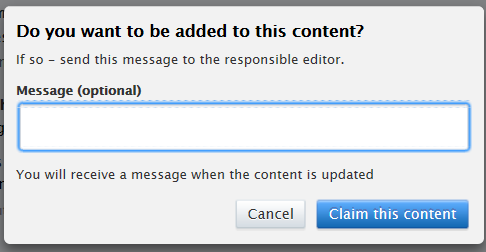 Do you want to be added to this content?
If so - send this message to the responsible editor.
Message (optional)
You will receive a message when the content is updated
Cancel Claim this content